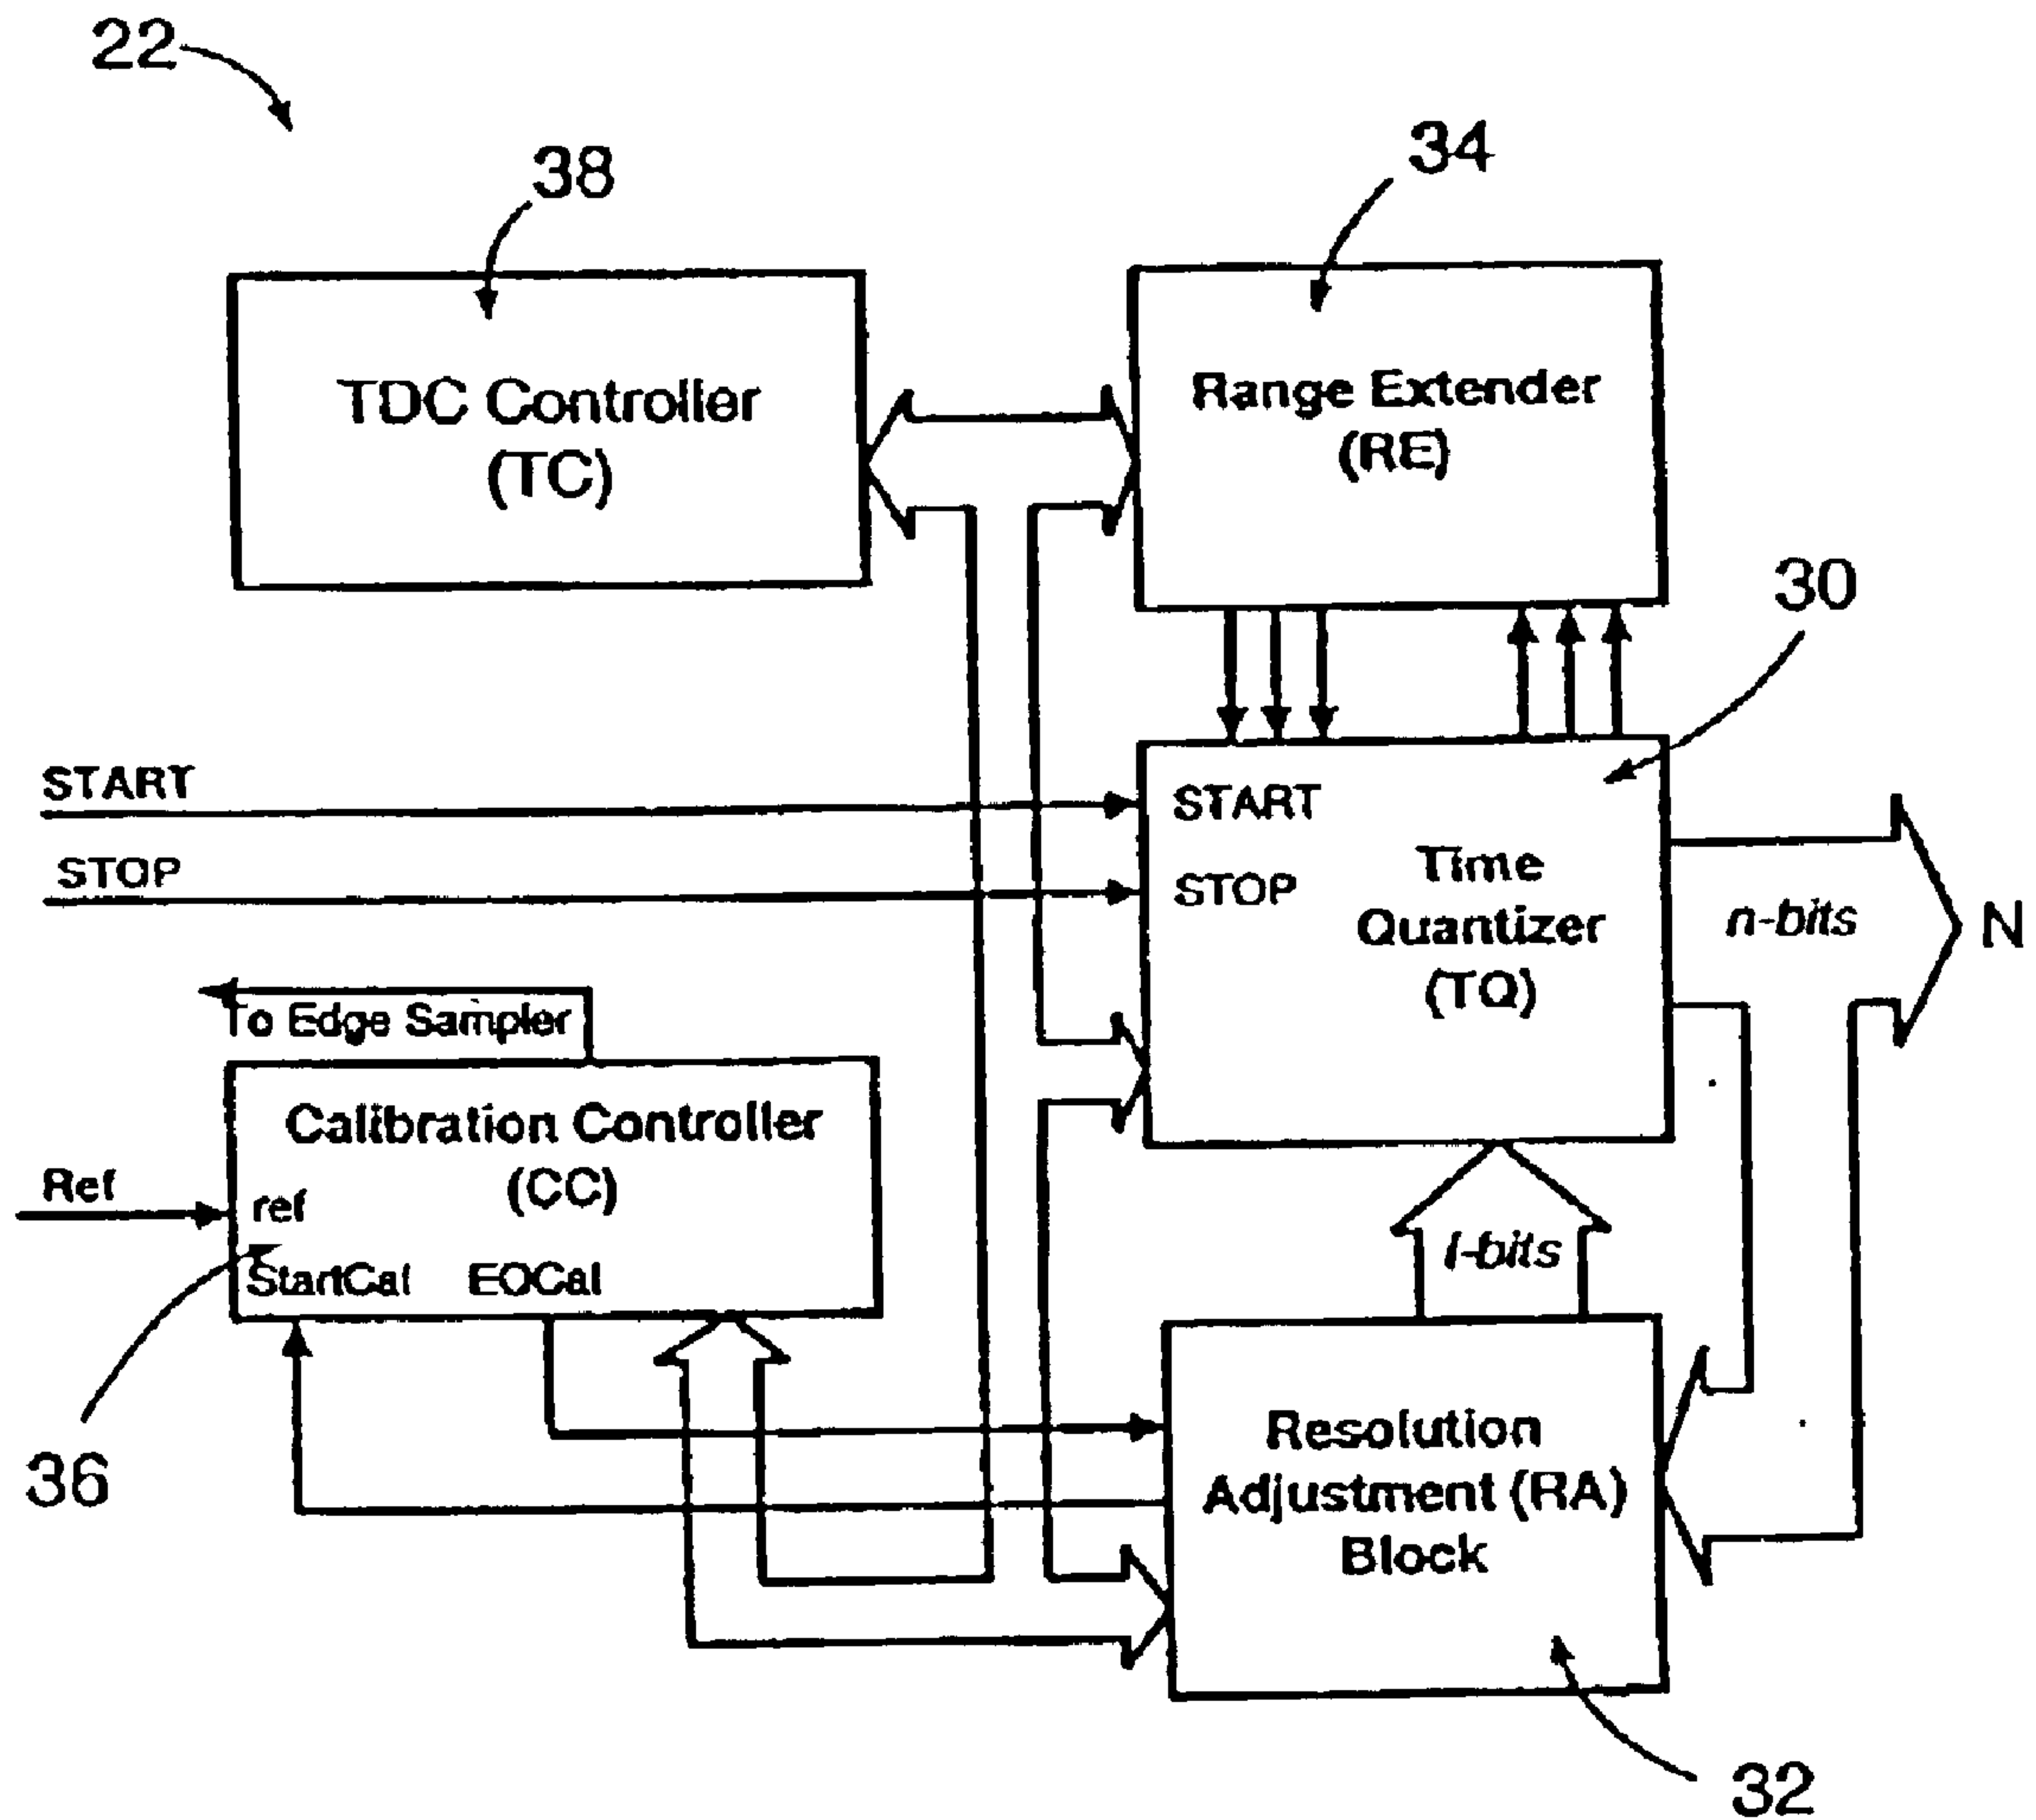 22
38
34
TDC Controller
(TC)
Range Extender
(RE)
30
START
STOP
START
STOP
Time
Quantizer
(TQ)
n-bits
N
To Edge Sampler
Calibration Controller
(CC)
Ref
ref
StartCal
EOCal
l-bits
36
Resolution
Adjustment (RA)
Block
32